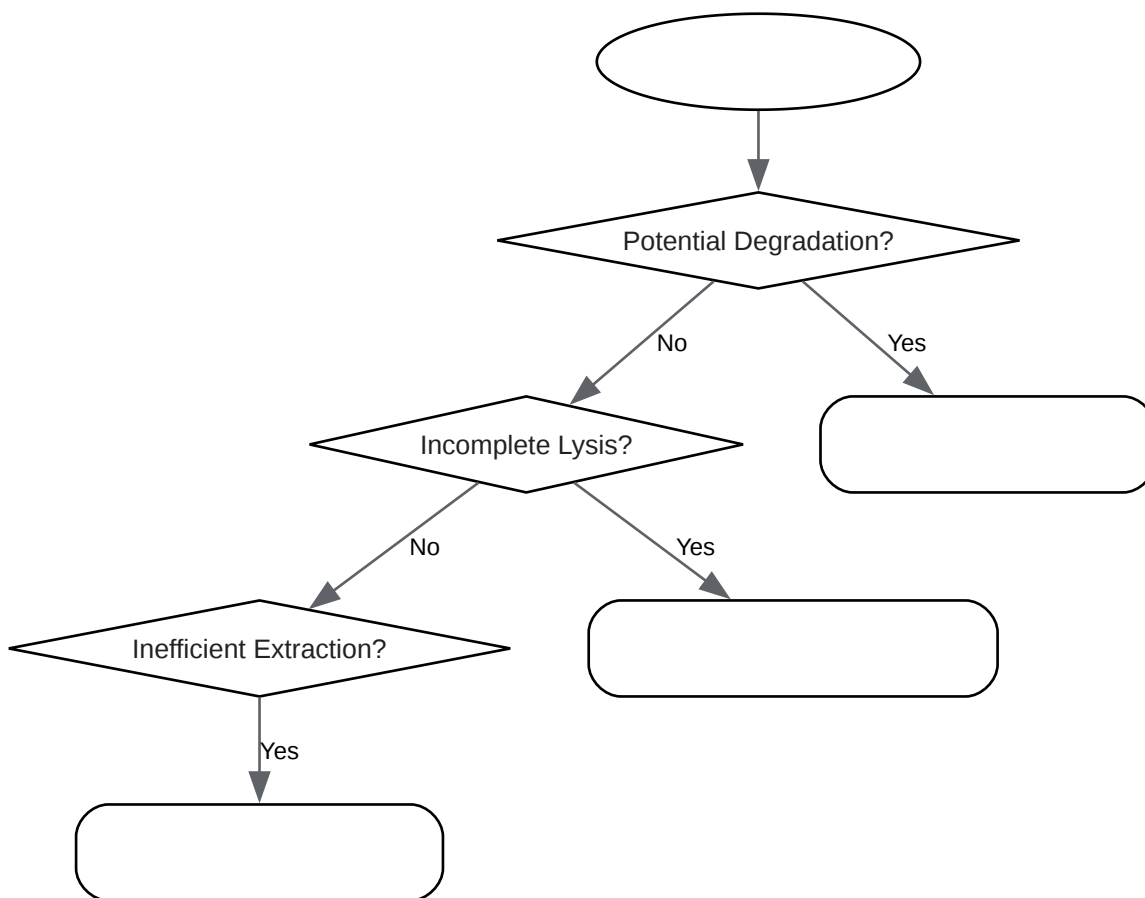 Potential Degradation?
No
Yes
Incomplete Lysis?
No
Yes
Inefficient Extraction?
Yes